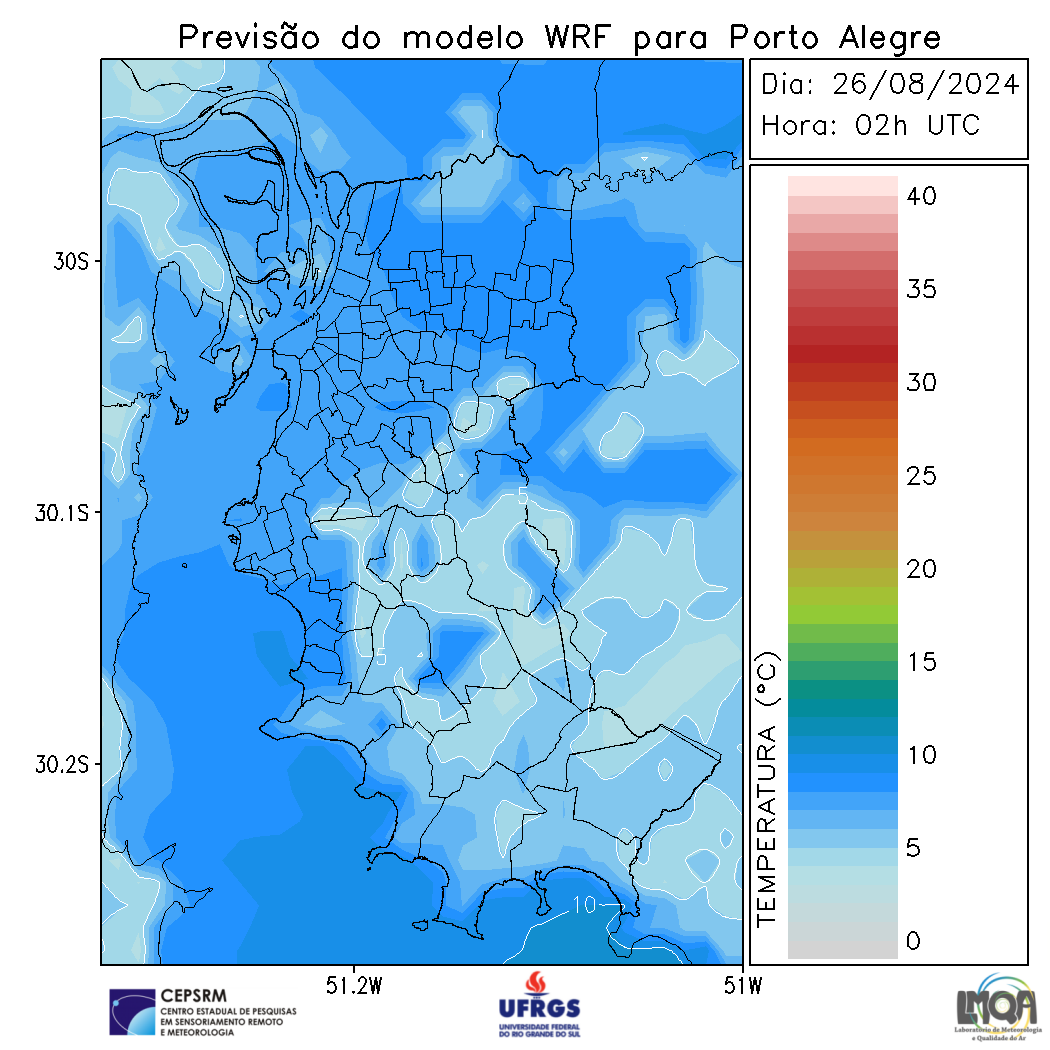 Previsão do modelo WRF para Porto Alegre
Dia: 26/08/2024
Hora: 02h UTC
30S
30.1S
30.2S
51.2W
51W
5
5
10
TEMPERATURA (°C)
40
35
30
25
20
15
10
5
0
CEPSRM
CENTRO ESTADUAL DE PESQUISAS
EM SENSORIAMENTO REMOTO
E METEOROLOGIA
UFRGS
UNIVERSIDADE FEDERAL
DO RIO GRANDE DO SUL
LMQA
Laboratório de Meteorologia
e Qualidade do Ar